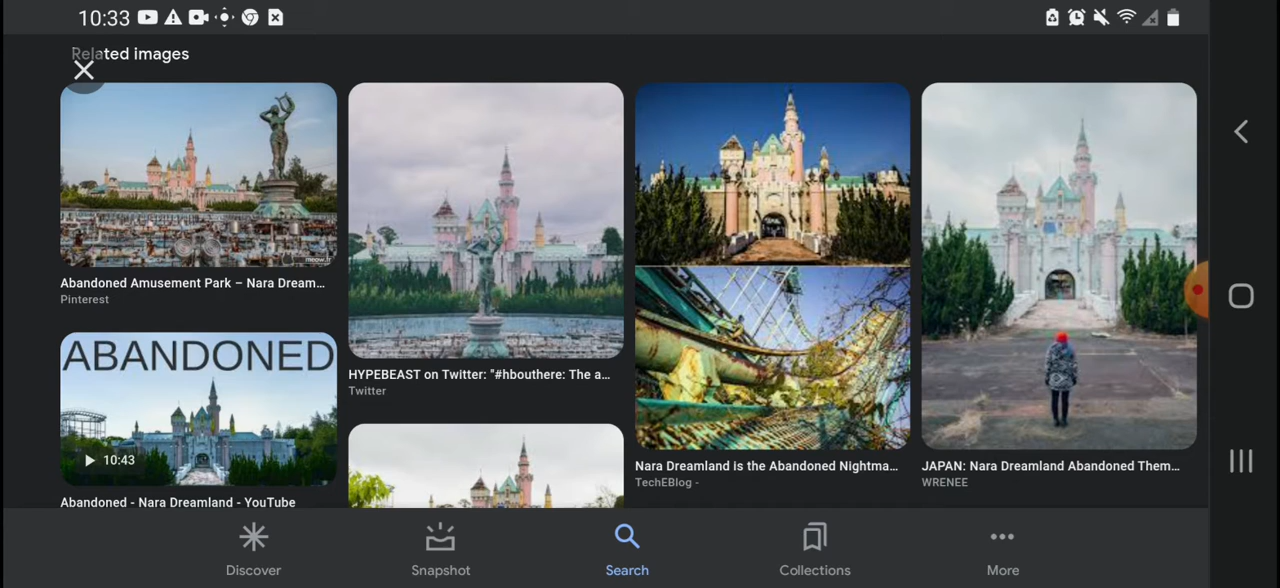 10:33
Related images
meow.fr
Abandoned Amusement Park – Nara Dream...
Pinterest
ABANDONED
10:43
Abandoned - Nara Dreamland - YouTube
HYPEBEAST on Twitter: "#hbouthere: The a...
Twitter
Nara Dreamland is the Abandoned Nightma...
TechEBlog -
JAPAN: Nara Dreamland Abandoned Them...
WRENEE
Discover
Snapshot
Search
Collections
More